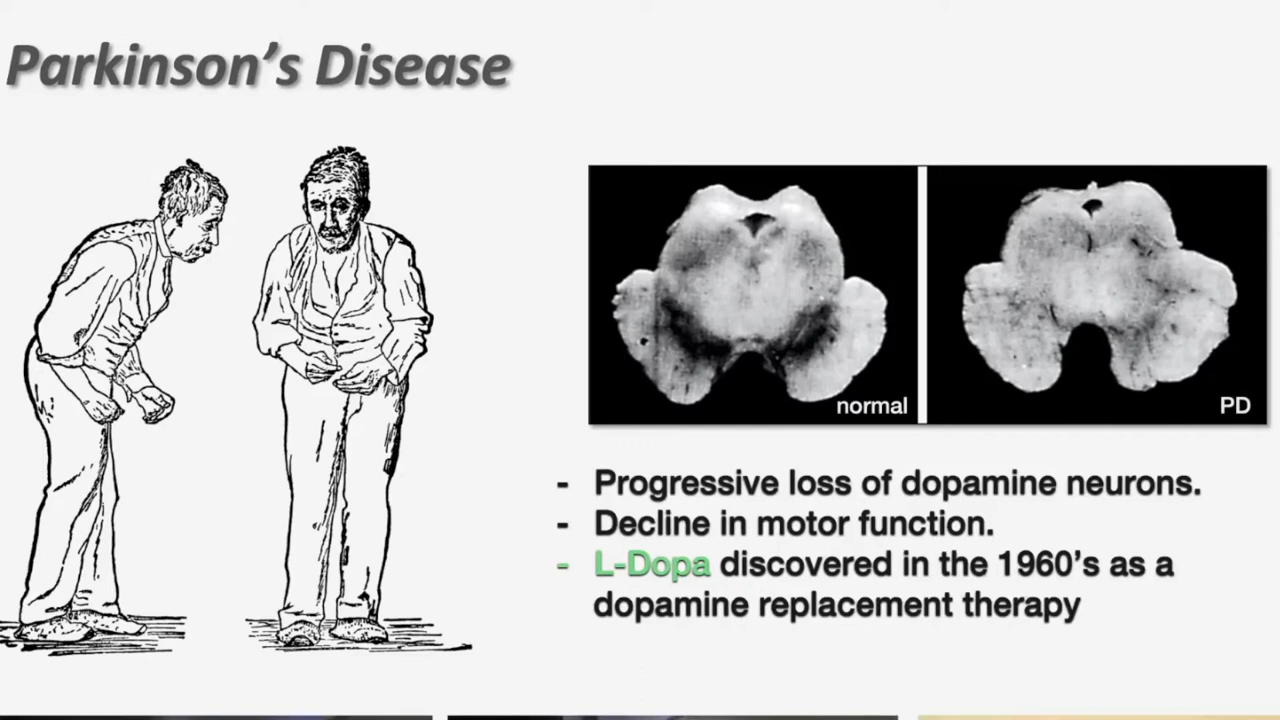 Parkinson's Disease
normal
PD
- Progressive loss of dopamine neurons.
- Decline in motor function.
- L-Dopa discovered in the 1960's as a
dopamine replacement therapy